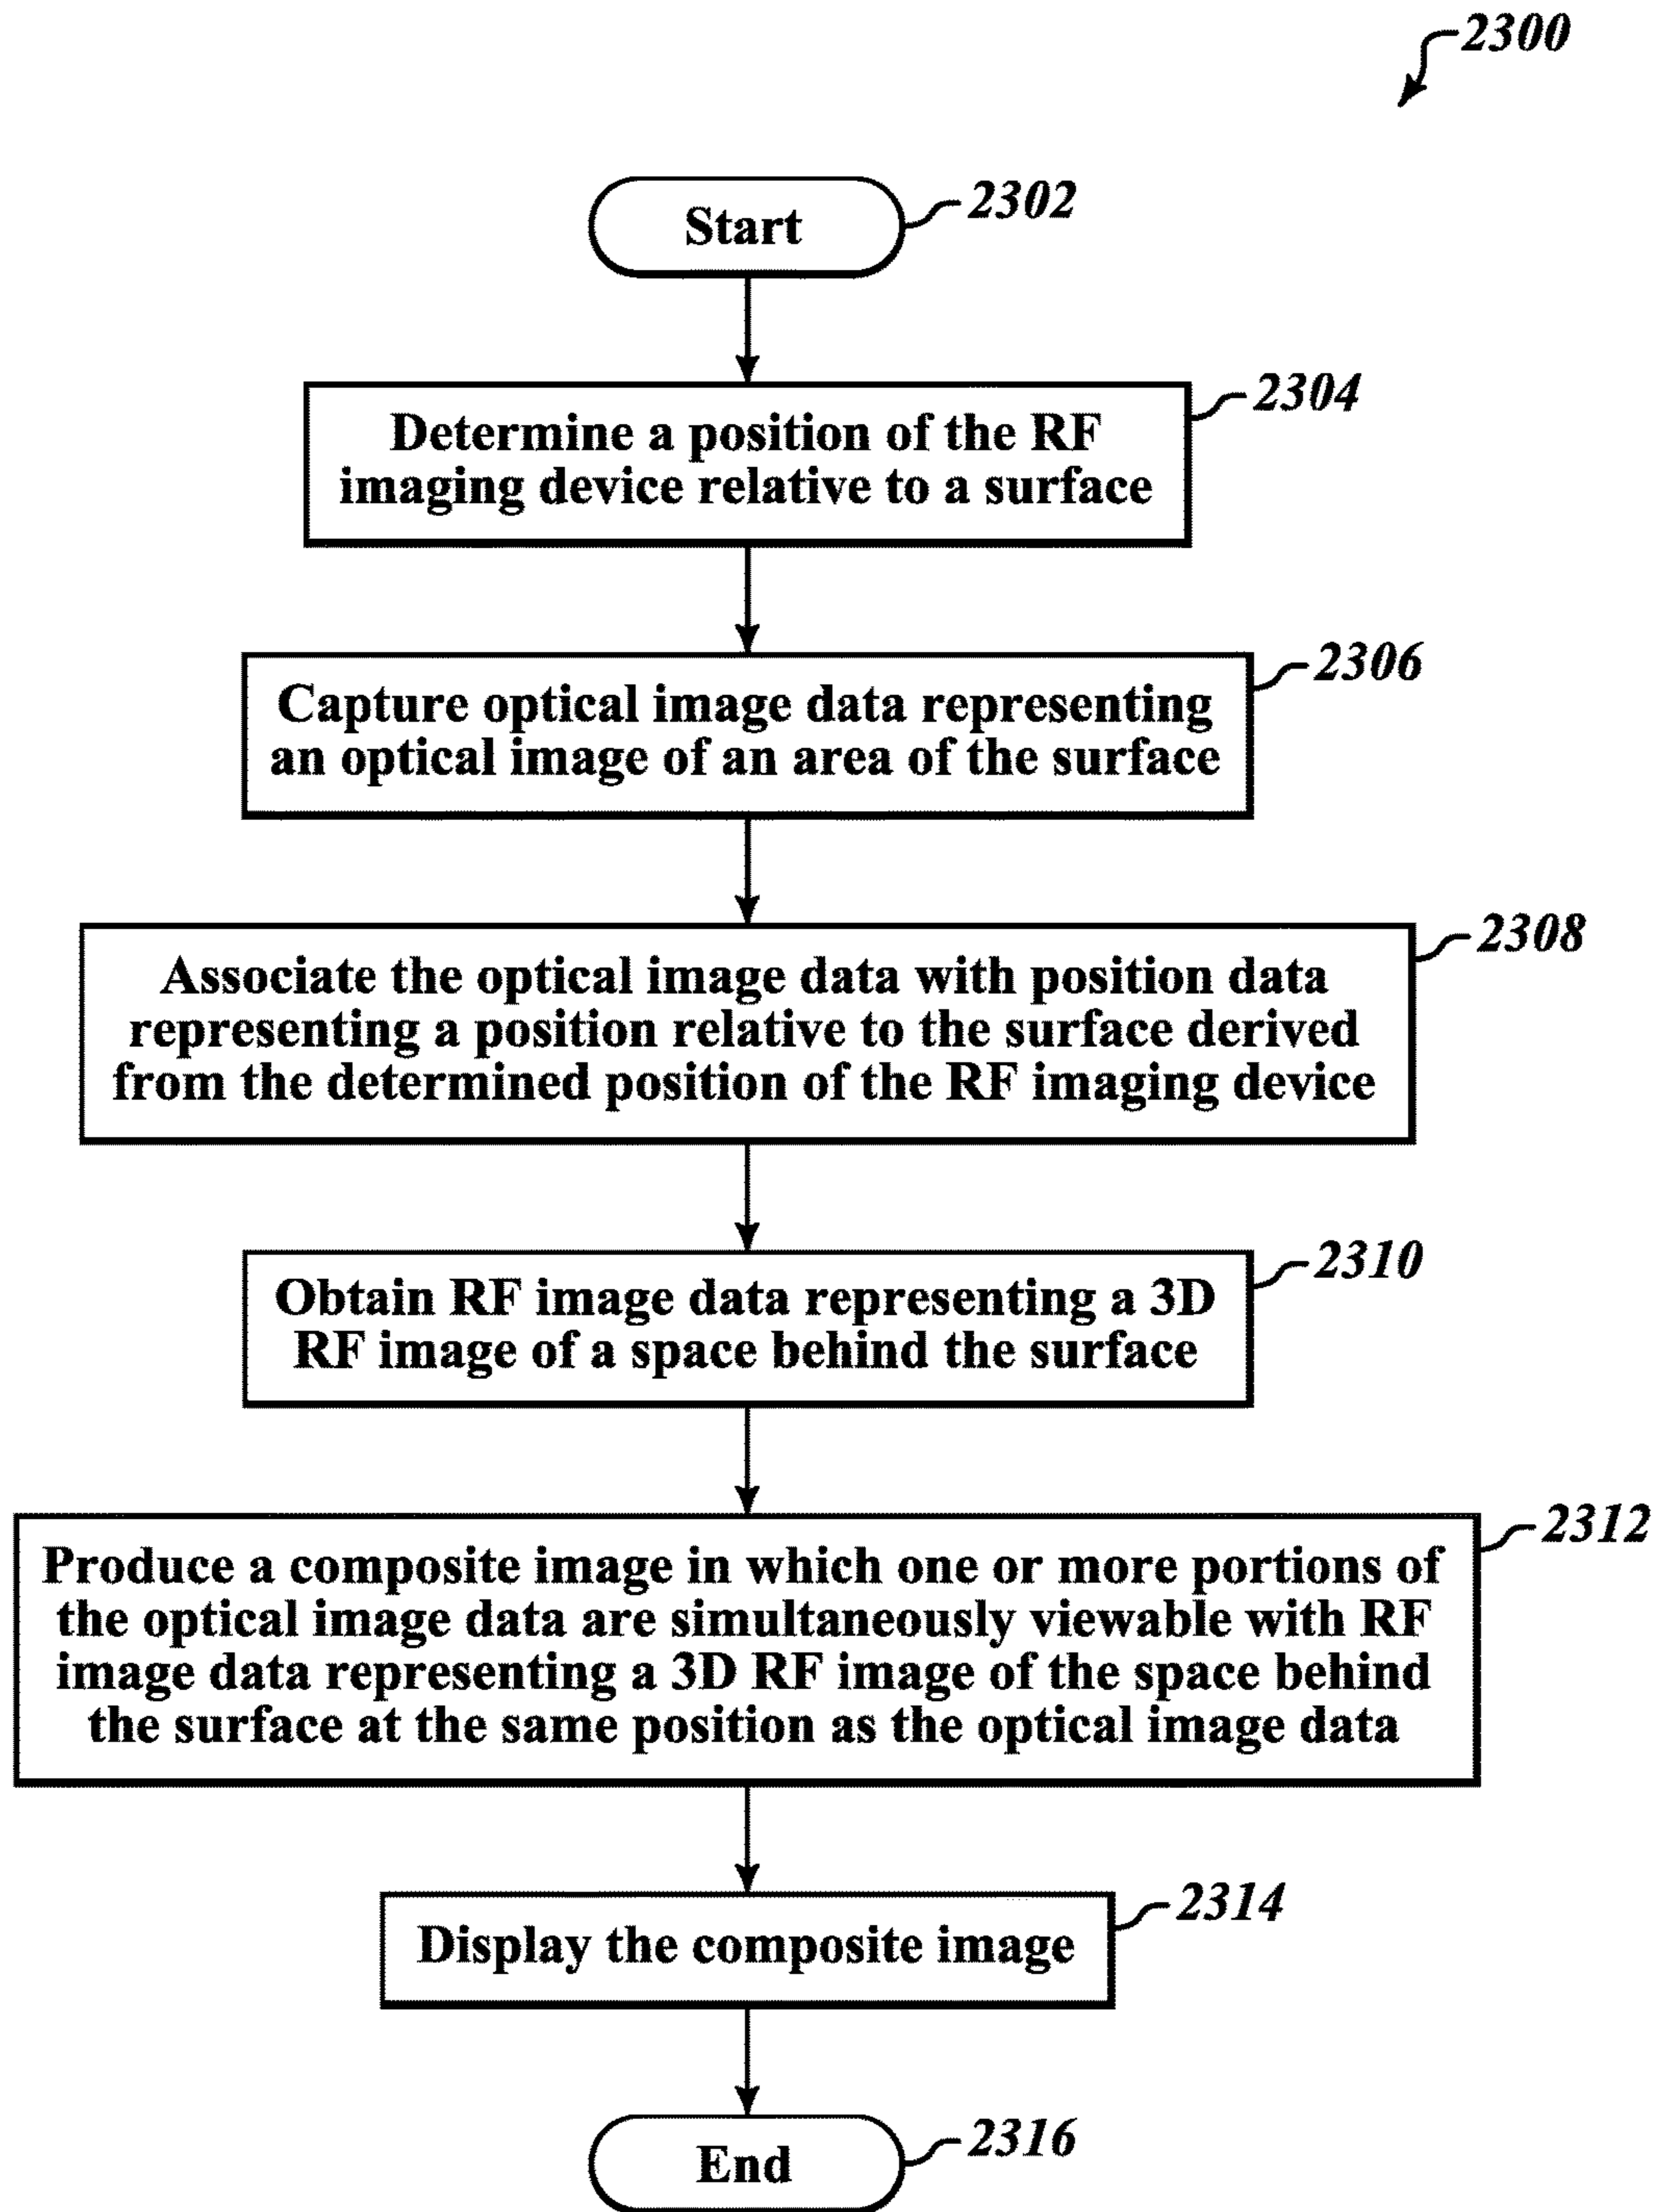 2300
Start
2302
Determine a position of the RF
imaging device relative to a surface
2304
Capture optical image data representing
an optical image of an area of the surface
2306
Associate the optical image data with position data
representing a position relative to the surface derived
from the determined position of the RF imaging device
2308
Obtain RF image data representing a 3D
RF image of a space behind the surface
2310
Produce a composite image in which one or more portions of
the optical image data are simultaneously viewable with RF
image data representing a 3D RF image of the space behind
the surface at the same position as the optical image data
2312
Display the composite image
2314
End
2316